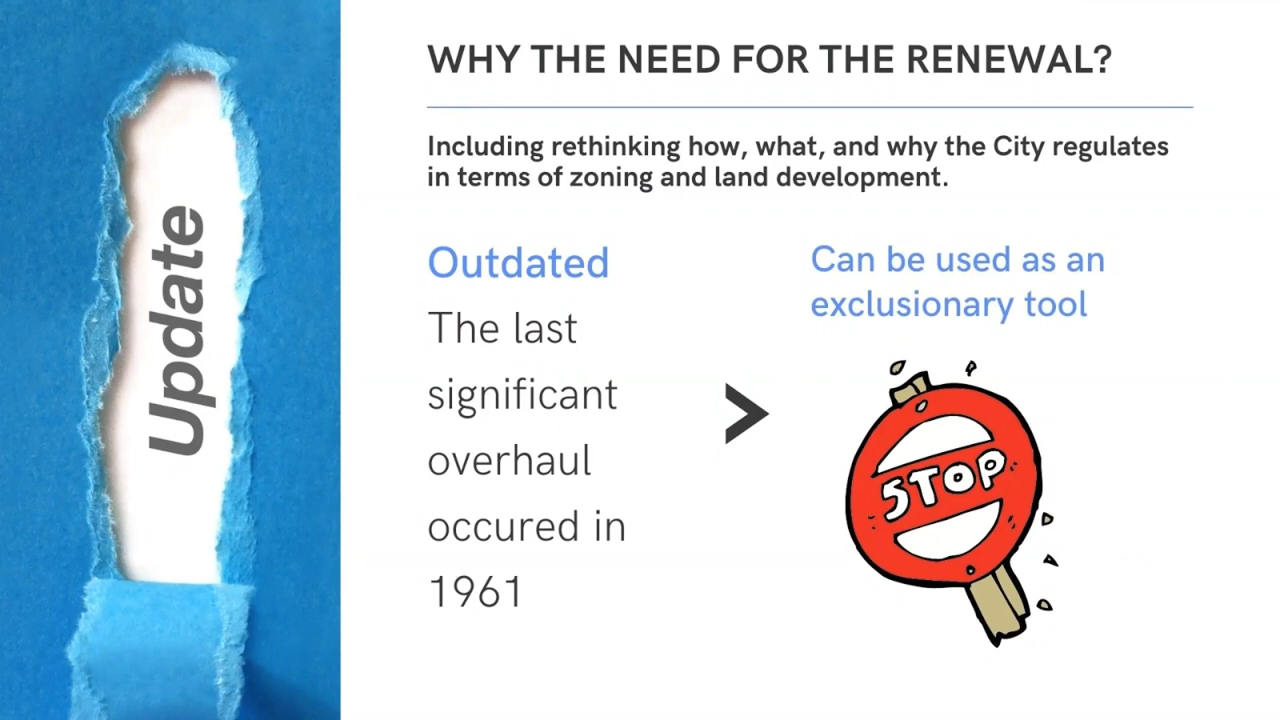 Update
WHY THE NEED FOR THE RENEWAL?
Including rethinking how, what, and why the City regulates
in terms of zoning and land development.
Outdated
The last
significant
overhaul
occured in
1961
>
Can be used as an
exclusionary tool
STOP